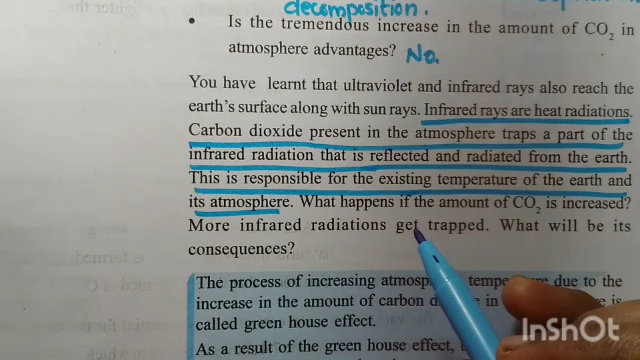 decomposition.
• Is the tremendous increase in the amount of CO2 in
atmosphere advantages? No.
You have learnt that ultraviolet and infrared rays also reach the
earth's surface along with sun rays. Infrared rays are heat radiations.
Carbon dioxide present in the atmosphere traps a part of the
infrared radiation that is reflected and radiated from the earth.
This is responsible for the existing temperature of the earth and
its atmosphere. What happens if the amount of CO2 is increased?
More infrared radiations get trapped. What will be its
consequences?
The process of increasing due to the
increase in the amount of carbon in is
called green house effect.
As a result of the green house effect,
InShOt